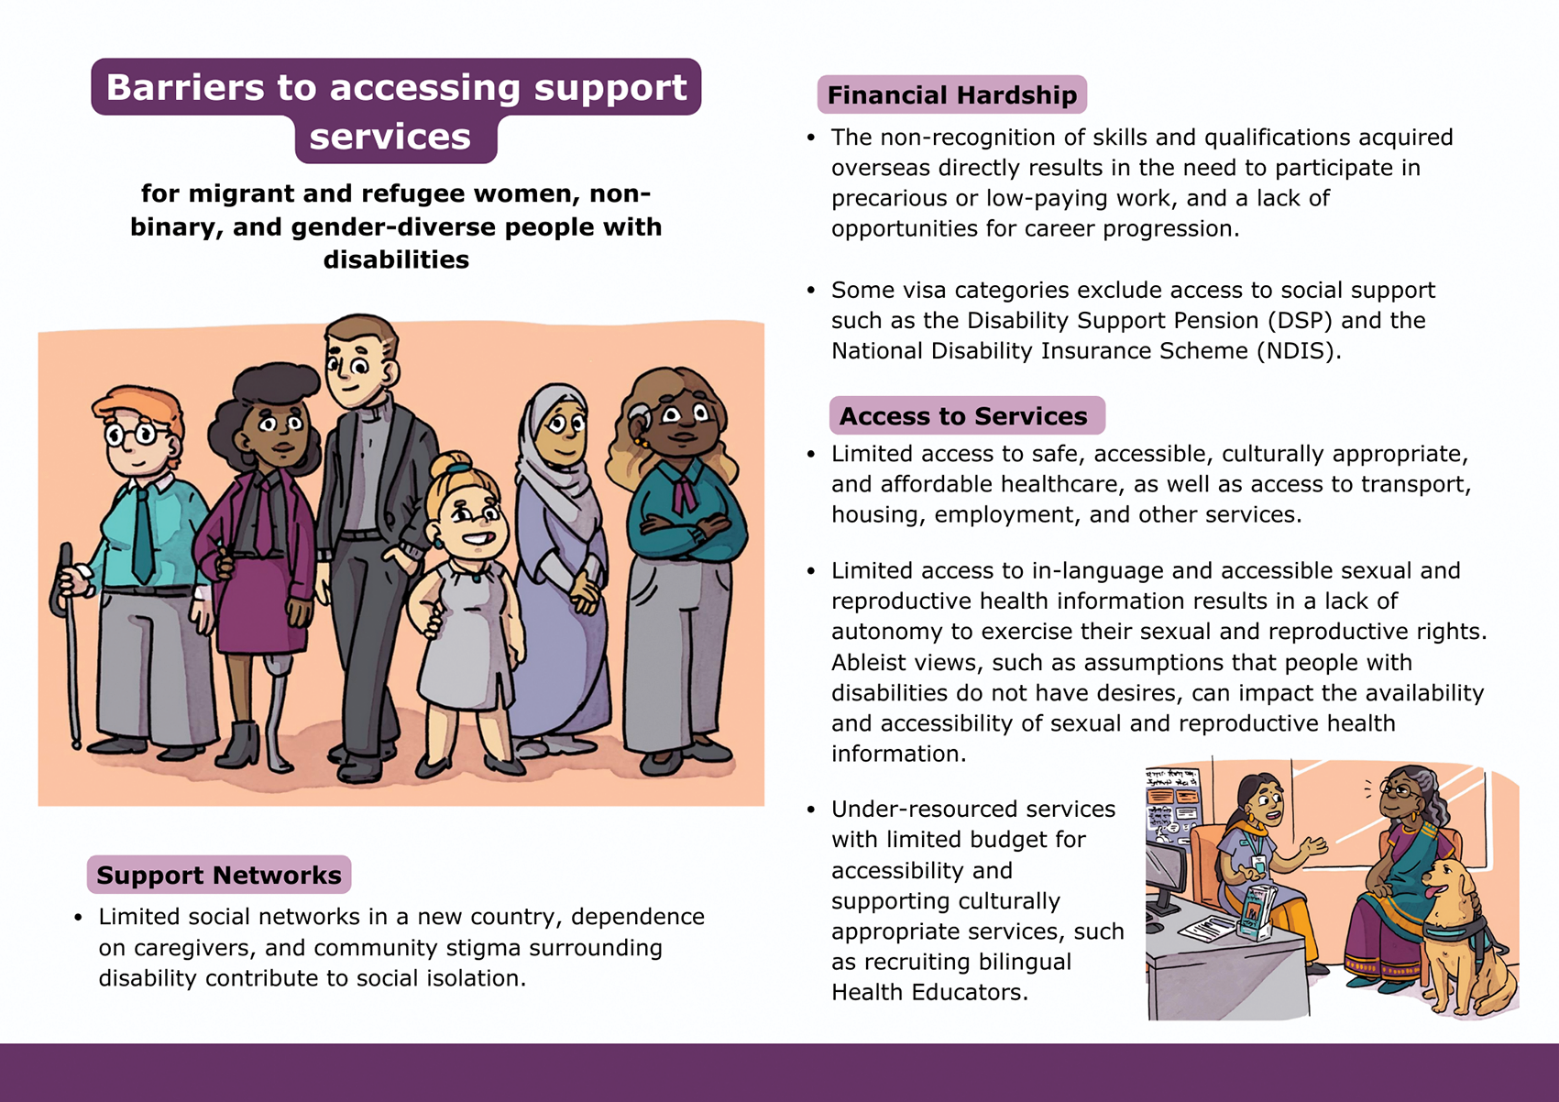 Barriers to accessing support
services
for migrant and refugee women, non-
binary, and gender-diverse people with
disabilities
Support Networks
• Limited social networks in a new country, dependence
on caregivers, and community stigma surrounding
disability contribute to social isolation.
Financial Hardship
• The non-recognition of skills and qualifications acquired
overseas directly results in the need to participate in
precarious or low-paying work, and a lack of
opportunities for career progression.
• Some visa categories exclude access to social support
such as the Disability Support Pension (DSP) and the
National Disability Insurance Scheme (NDIS).
Access to Services
• Limited access to safe, accessible, culturally appropriate,
and affordable healthcare, as well as access to transport,
housing, employment, and other services.
• Limited access to in-language and accessible sexual and
reproductive health information results in a lack of
autonomy to exercise their sexual and reproductive rights.
Ableist views, such as assumptions that people with
disabilities do not have desires, can impact the availability
and accessibility of sexual and reproductive health
information.
• Under-resourced services
with limited budget for
accessibility and
supporting culturally
appropriate services, such
as recruiting bilingual
Health Educators.